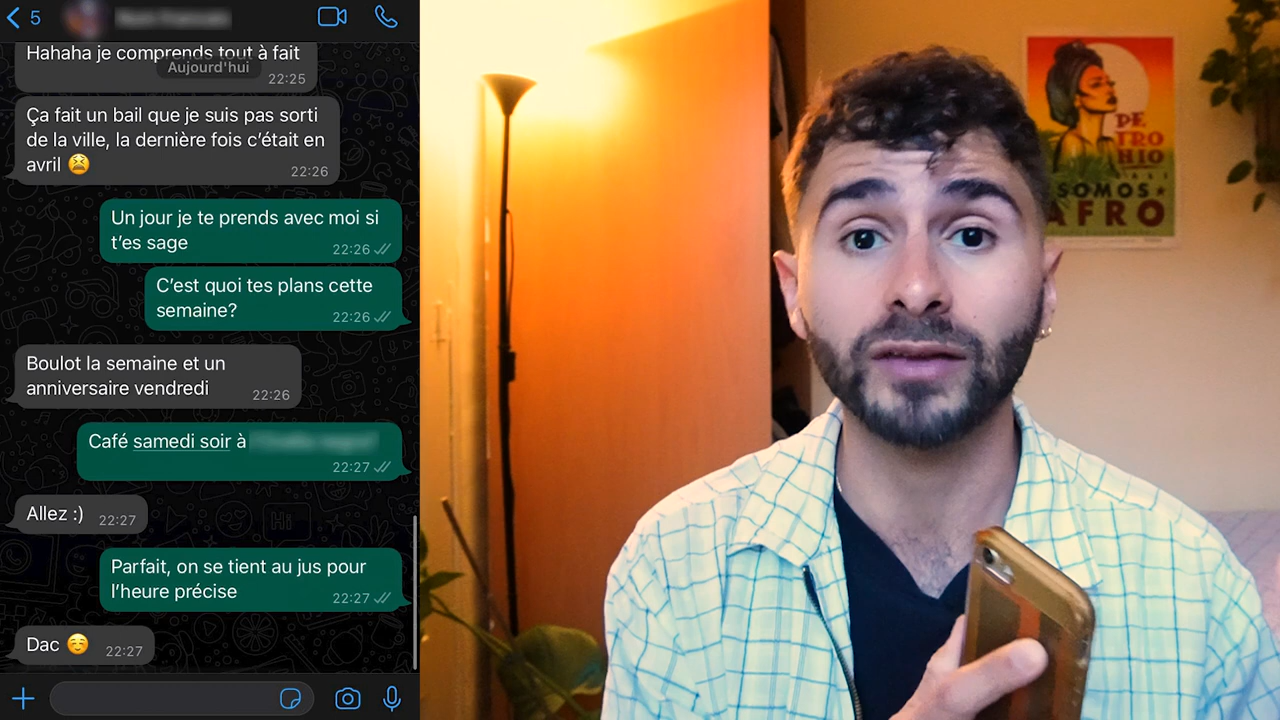 5
Hahaha je comprends tout à fait
Aujourd'hui
22:25
Ça fait un bail que je suis pas sorti
de la ville, la dernière fois c’était en
avril 😫
22:26
Un jour je te prends avec moi si
t’es sage
22:26
C’est quoi tes plans cette
semaine?
22:26
Boulot la semaine et un
anniversaire vendredi
22:26
Café samedi soir à
22:27
Allez :)
22:27
Parfait, on se tient au jus pour
l’heure précise
22:27
Dac ☺️
22:27
SOMOS
AFRO